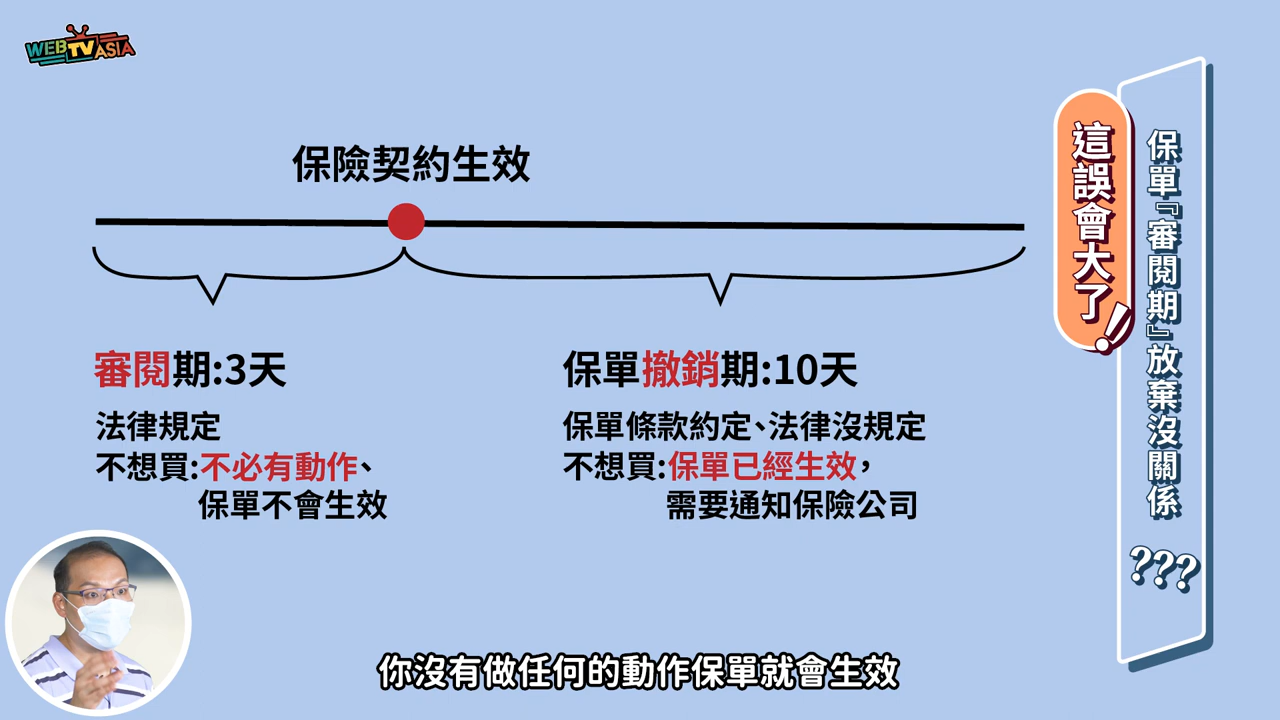 WEBTVASIA
保險契約生效
審閱期:3天
法律規定
不想買:不必有動作、
保單不會生效
保單撤銷期:10天
保單條款約定、法律沒規定
不想買:保單已經生效,
需要通知保險公司
這誤會大了!
保單『審閱期』放棄沒關係
???
你沒有做任何的動作保單就會生效